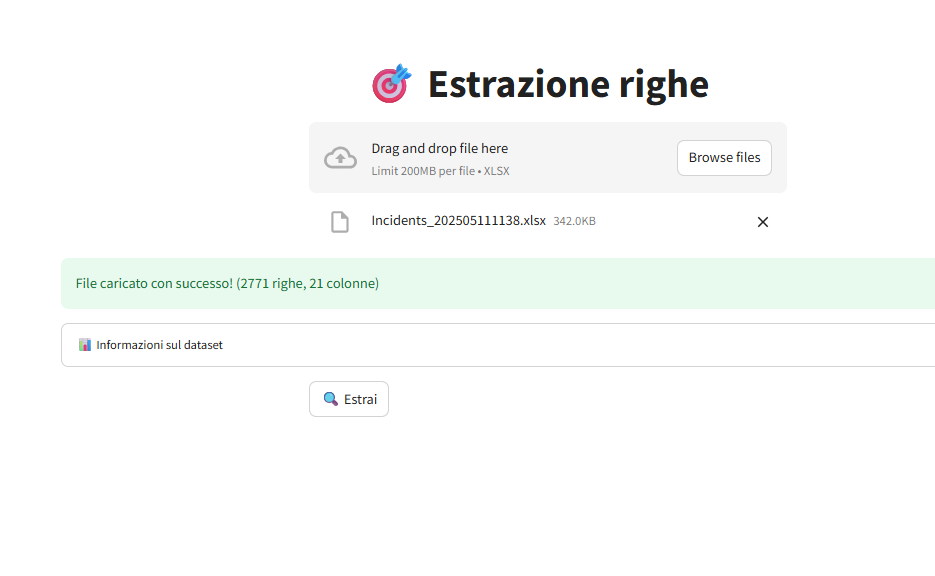 Estrazione righe
Drag and drop file here
Limit 200MB per file • XLSX
Browse files
Incidents_202505111138.xlsx 342.0KB
File caricato con successo! (2771 righe, 21 colonne)
Informazioni sul dataset
Estrai